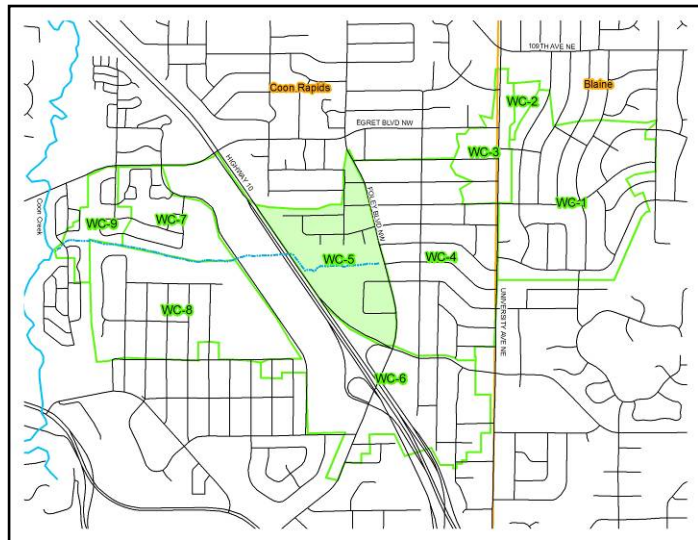 109TH AVE NE
Coon Rapids
Blaine
WC-2
EGRET BLVD NW
HIGHWAY 10
WC-3
FOLEY BLVD NW
Coon Creek
WC-9
WC-7
WC-1
WC-5
WC-4
WC-8
UNIVERSITY AVE NE
WC-6